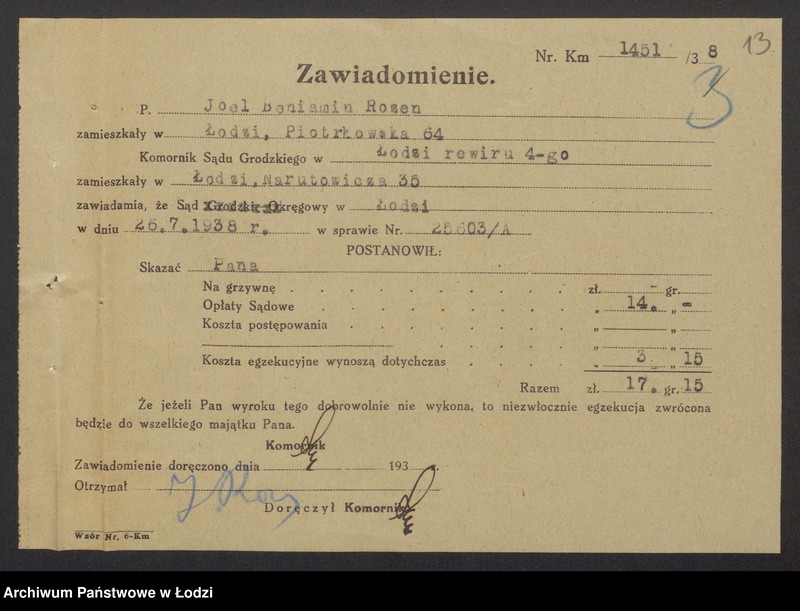 13
Nr. Km 1451 /3 8
3
Zawiadomienie.
P. Joel Beniamin Rozen
zamieszkały w Łodzi, Piotrkowska 64
Komornik Sądu Grodzkiego w Łodzi rewiru 4-go
zamieszkały w Łodzi, Narutowicza 35
zawiadamia, że Sąd Grodzki-Okręgowy w Łodzi
w dniu 26.7.1938 r. w sprawie Nr. 25603/A
POSTANOWIŁ:
Skazać Pana
Na grzywnę zł. - gr.
Opłaty Sądowe „ 14. „ -
Koszta postępowania „ „
„ „
Koszta egzekucyjne wynoszą dotychczas „ 3 „ 15
Razem zł. 17. gr. 15
Że jeżeli Pan wyroku tego dobrowolnie nie wykona, to niezwłocznie egzekucja zwrócona
będzie do wszelkiego majątku Pana.
Komornik
Zawiadomienie doręczono dnia 193 r.
Otrzymał
Doręczył Komornik
Wzór Nr. 6-Km
Archiwum Państwowe w Łodzi